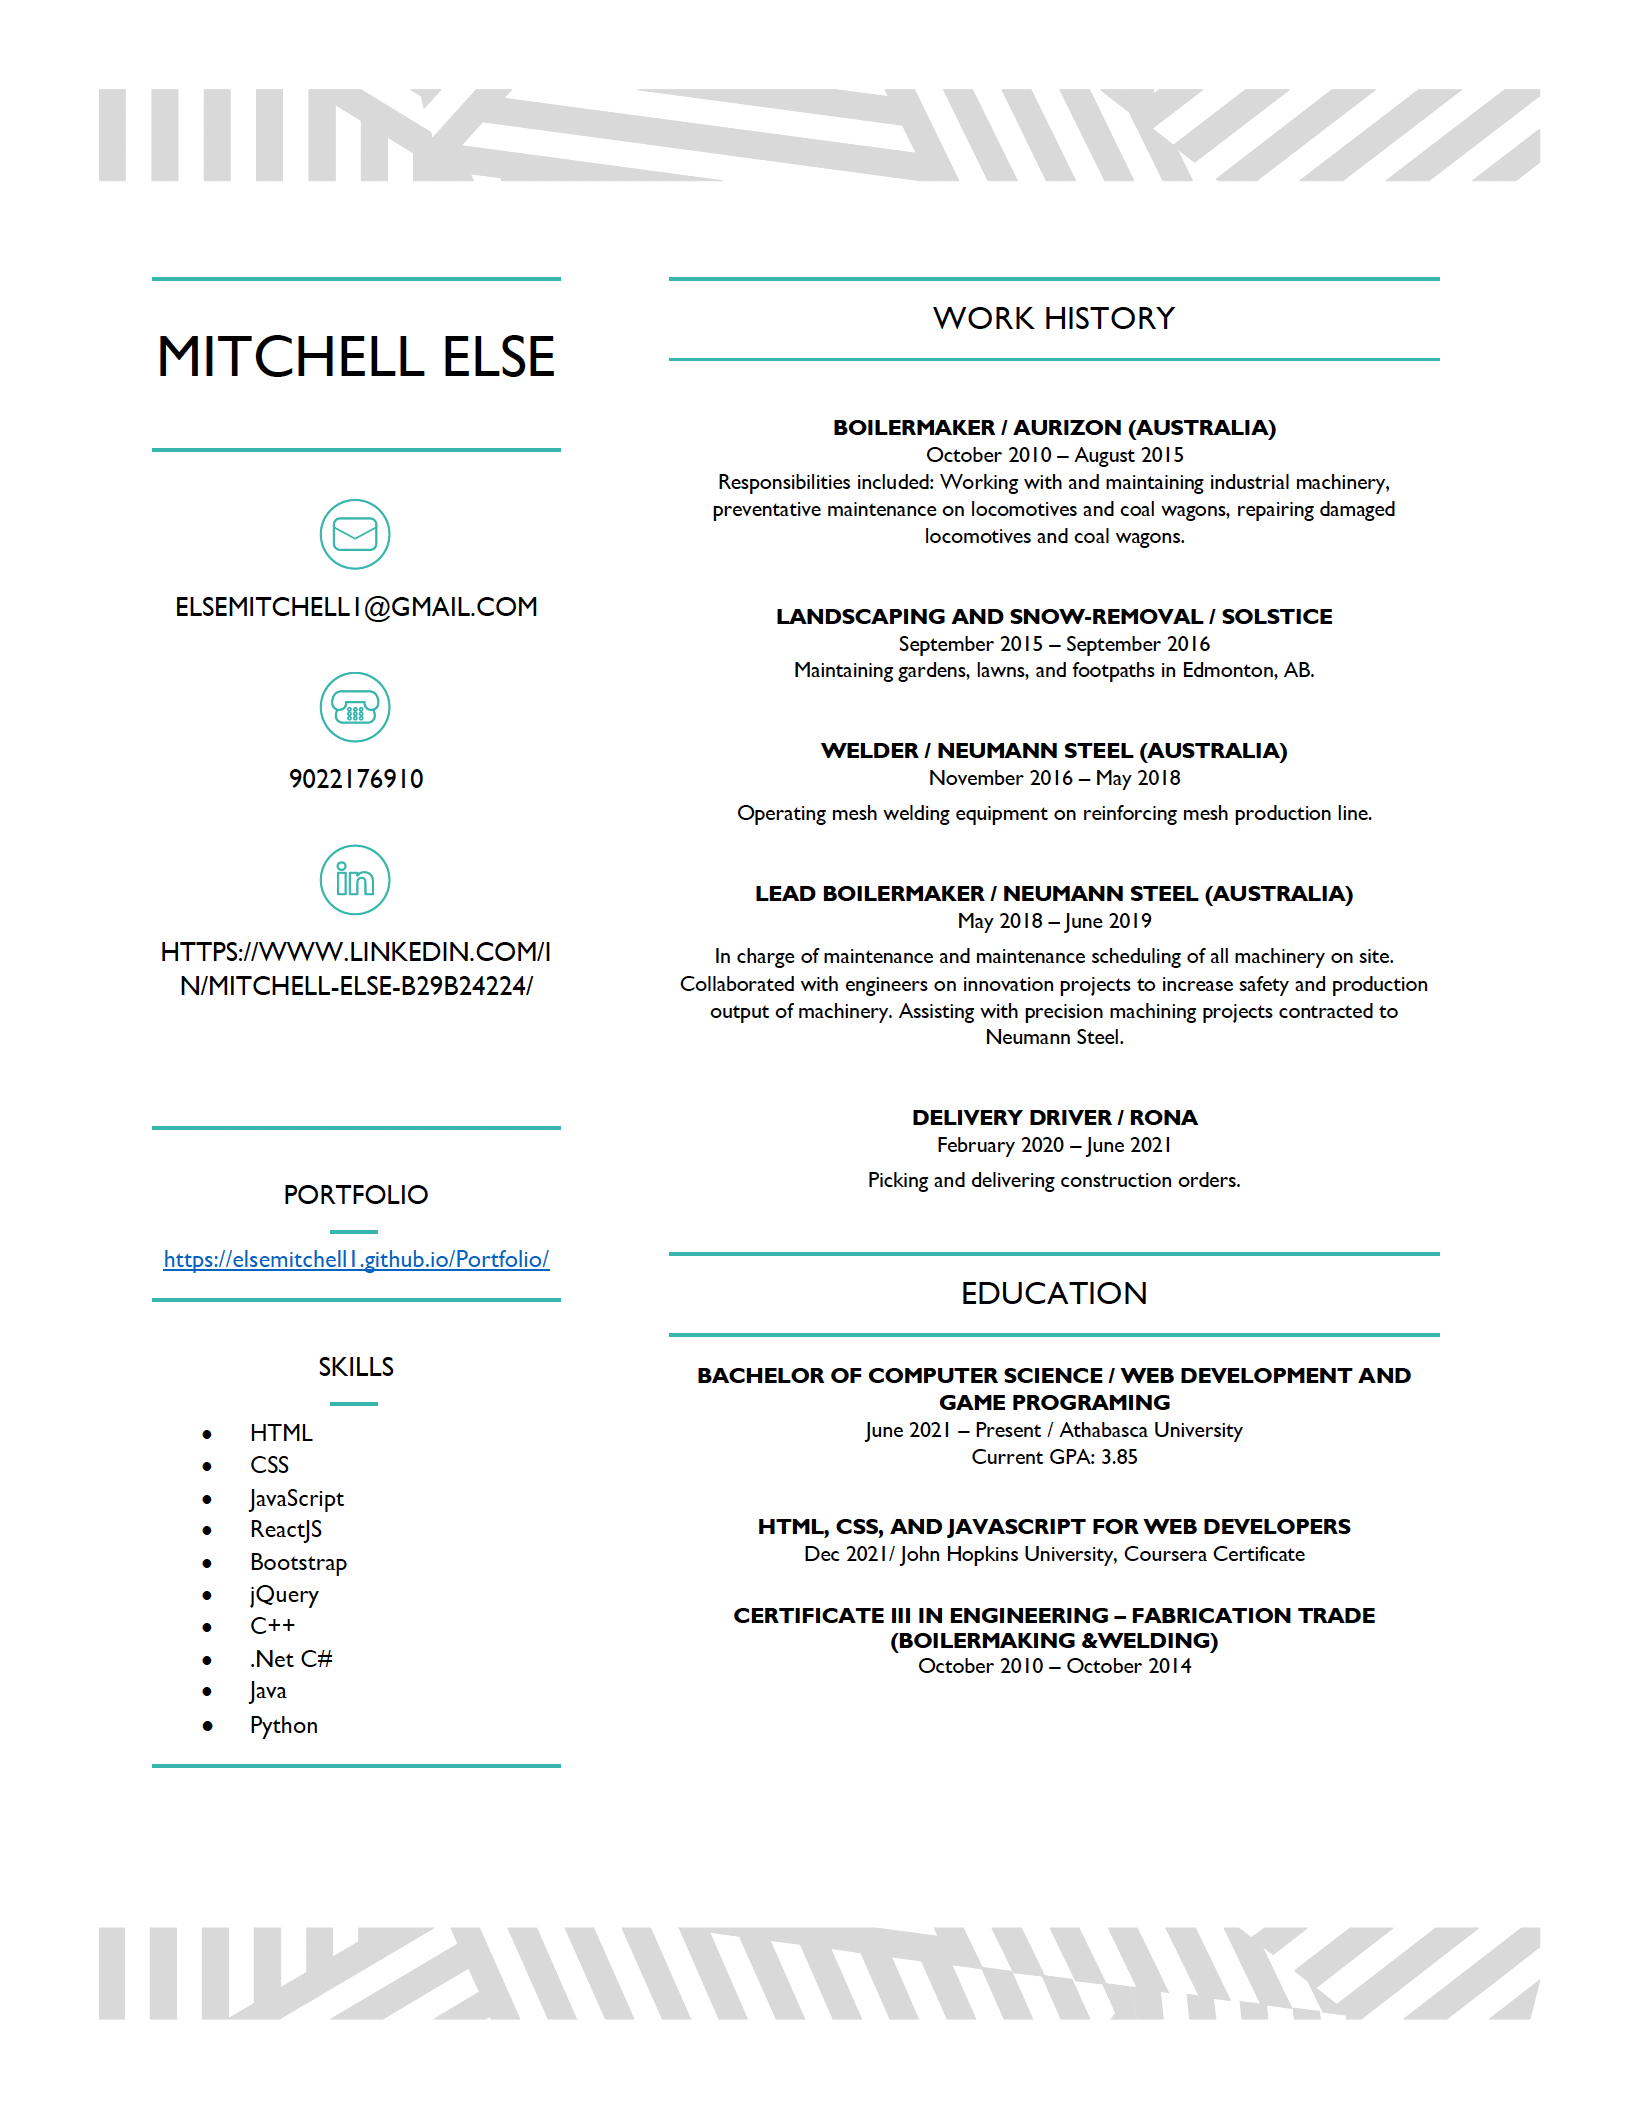 MITCHELL ELSE
ELSEMITCHELL1@GMAIL.COM
9022176910
in
HTTPS://WWW.LINKEDIN.COM/I
N/MITCHELL-ELSE-B29B24224/
PORTFOLIO
https://elsemitchell1.github.io/Portfolio/
SKILLS
• HTML
• CSS
• JavaScript
• ReactJS
• Bootstrap
• jQuery
• C++
• .Net C#
• Java
• Python
WORK HISTORY
BOILERMAKER / AURIZON (AUSTRALIA)
October 2010 – August 2015
Responsibilities included: Working with and maintaining industrial machinery,
preventative maintenance on locomotives and coal wagons, repairing damaged
locomotives and coal wagons.
LANDSCAPING AND SNOW-REMOVAL / SOLSTICE
September 2015 – September 2016
Maintaining gardens, lawns, and footpaths in Edmonton, AB.
WELDER / NEUMANN STEEL (AUSTRALIA)
November 2016 – May 2018
Operating mesh welding equipment on reinforcing mesh production line.
LEAD BOILERMAKER / NEUMANN STEEL (AUSTRALIA)
May 2018 – June 2019
In charge of maintenance and maintenance scheduling of all machinery on site.
Collaborated with engineers on innovation projects to increase safety and production
output of machinery. Assisting with precision machining projects contracted to
Neumann Steel.
DELIVERY DRIVER / RONA
February 2020 – June 2021
Picking and delivering construction orders.
EDUCATION
BACHELOR OF COMPUTER SCIENCE / WEB DEVELOPMENT AND
GAME PROGRAMING
June 2021 – Present / Athabasca University
Current GPA: 3.85
HTML, CSS, AND JAVASCRIPT FOR WEB DEVELOPERS
Dec 2021/ John Hopkins University, Coursera Certificate
CERTIFICATE III IN ENGINEERING – FABRICATION TRADE
(BOILERMAKING &WELDING)
October 2010 – October 2014